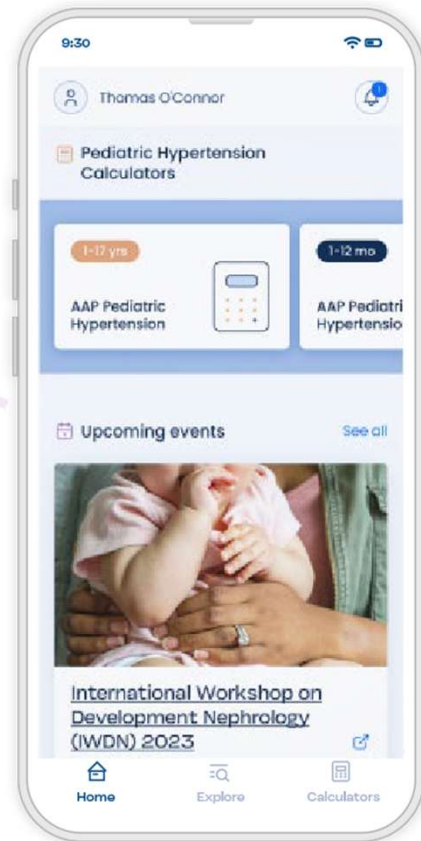 9:30
Thomas O'Connor
1
Pediatric Hypertension
Calculators
1-17 yrs
AAP Pediatric
Hypertension
1-12 mo
AAP Pediatri
Hypertensio
Upcoming events
See all
International Workshop on
Development Nephrology
(IWDN) 2023
Home
Explore
Calculators